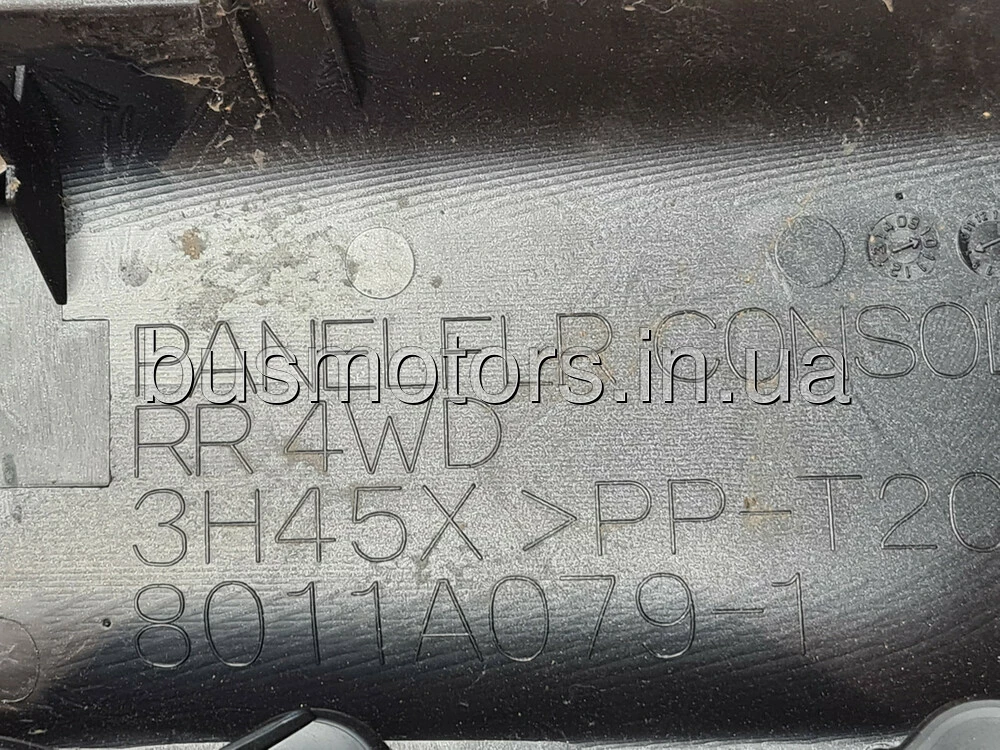 PANEL FLR CONSOL
busmotors.in.ua
RR 4WD
3H45X >PP-T20
8011A079-1